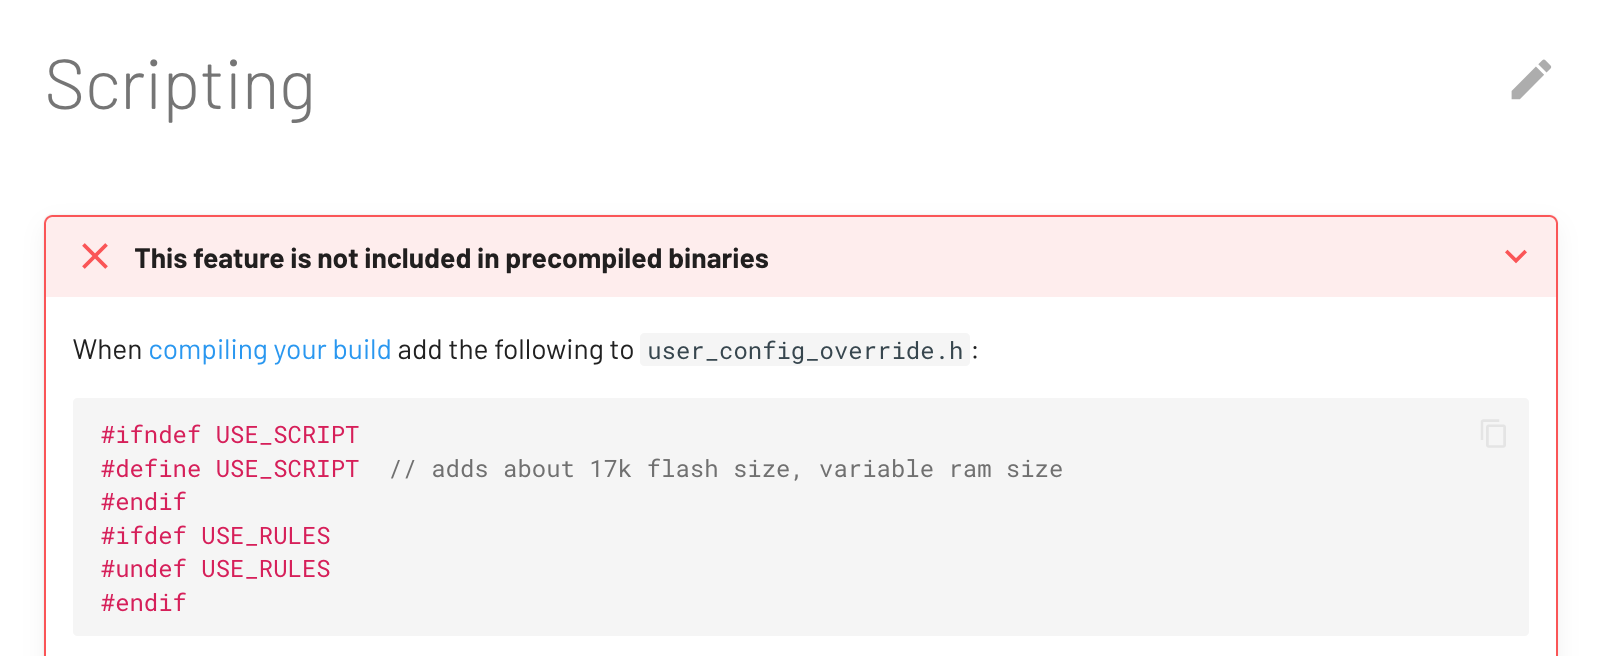 Scripting
This feature is not included in precompiled binaries
When compiling your build add the following to user_config_override.h:
#ifndef USE_SCRIPT
#define USE_SCRIPT  // adds about 17k flash size, variable ram size
#endif
#ifdef USE_RULES
#undef USE_RULES
#endif